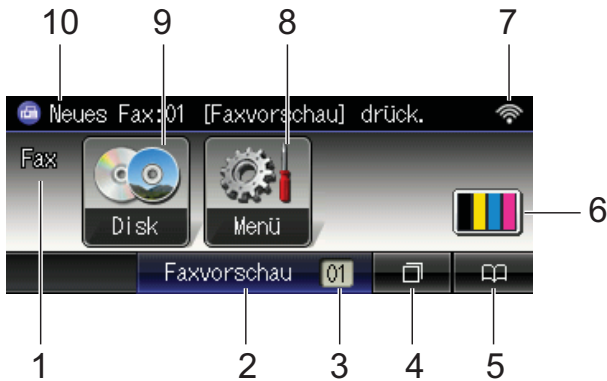 10 9 8 7
Neues Fax:01 [Faxvorschau] drück.
Fax
Disk Menü
6
Faxvorschau 01
1 2 3 4 5